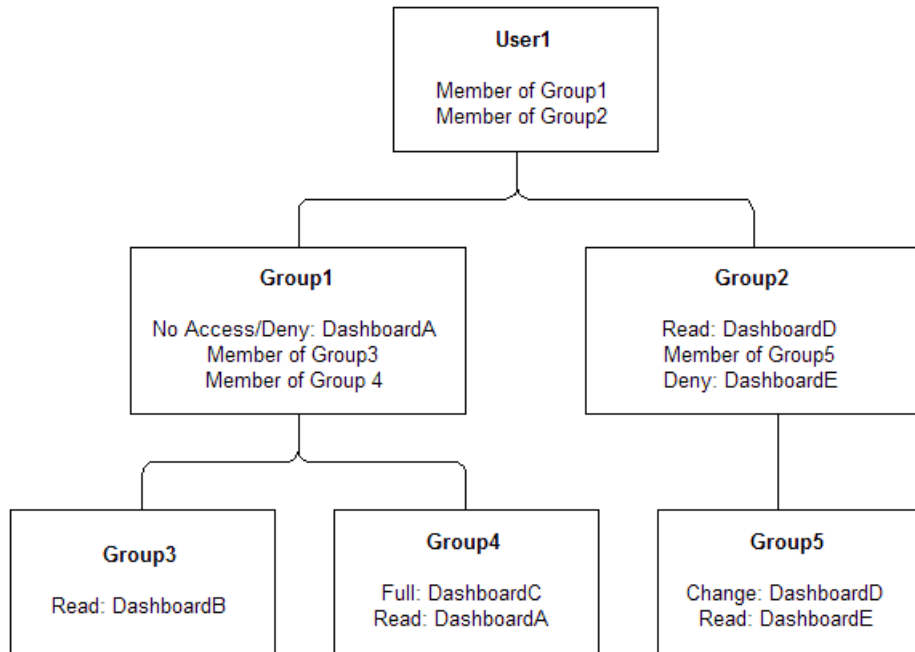 User1
Member of Group1
Member of Group2
Group1
No Access/Deny: DashboardA
Member of Group3
Member of Group 4
Group2
Read: DashboardD
Member of Group5
Deny: DashboardE
Group3
Read: DashboardB
Group4
Full: DashboardC
Read: DashboardA
Group5
Change: DashboardD
Read: DashboardE